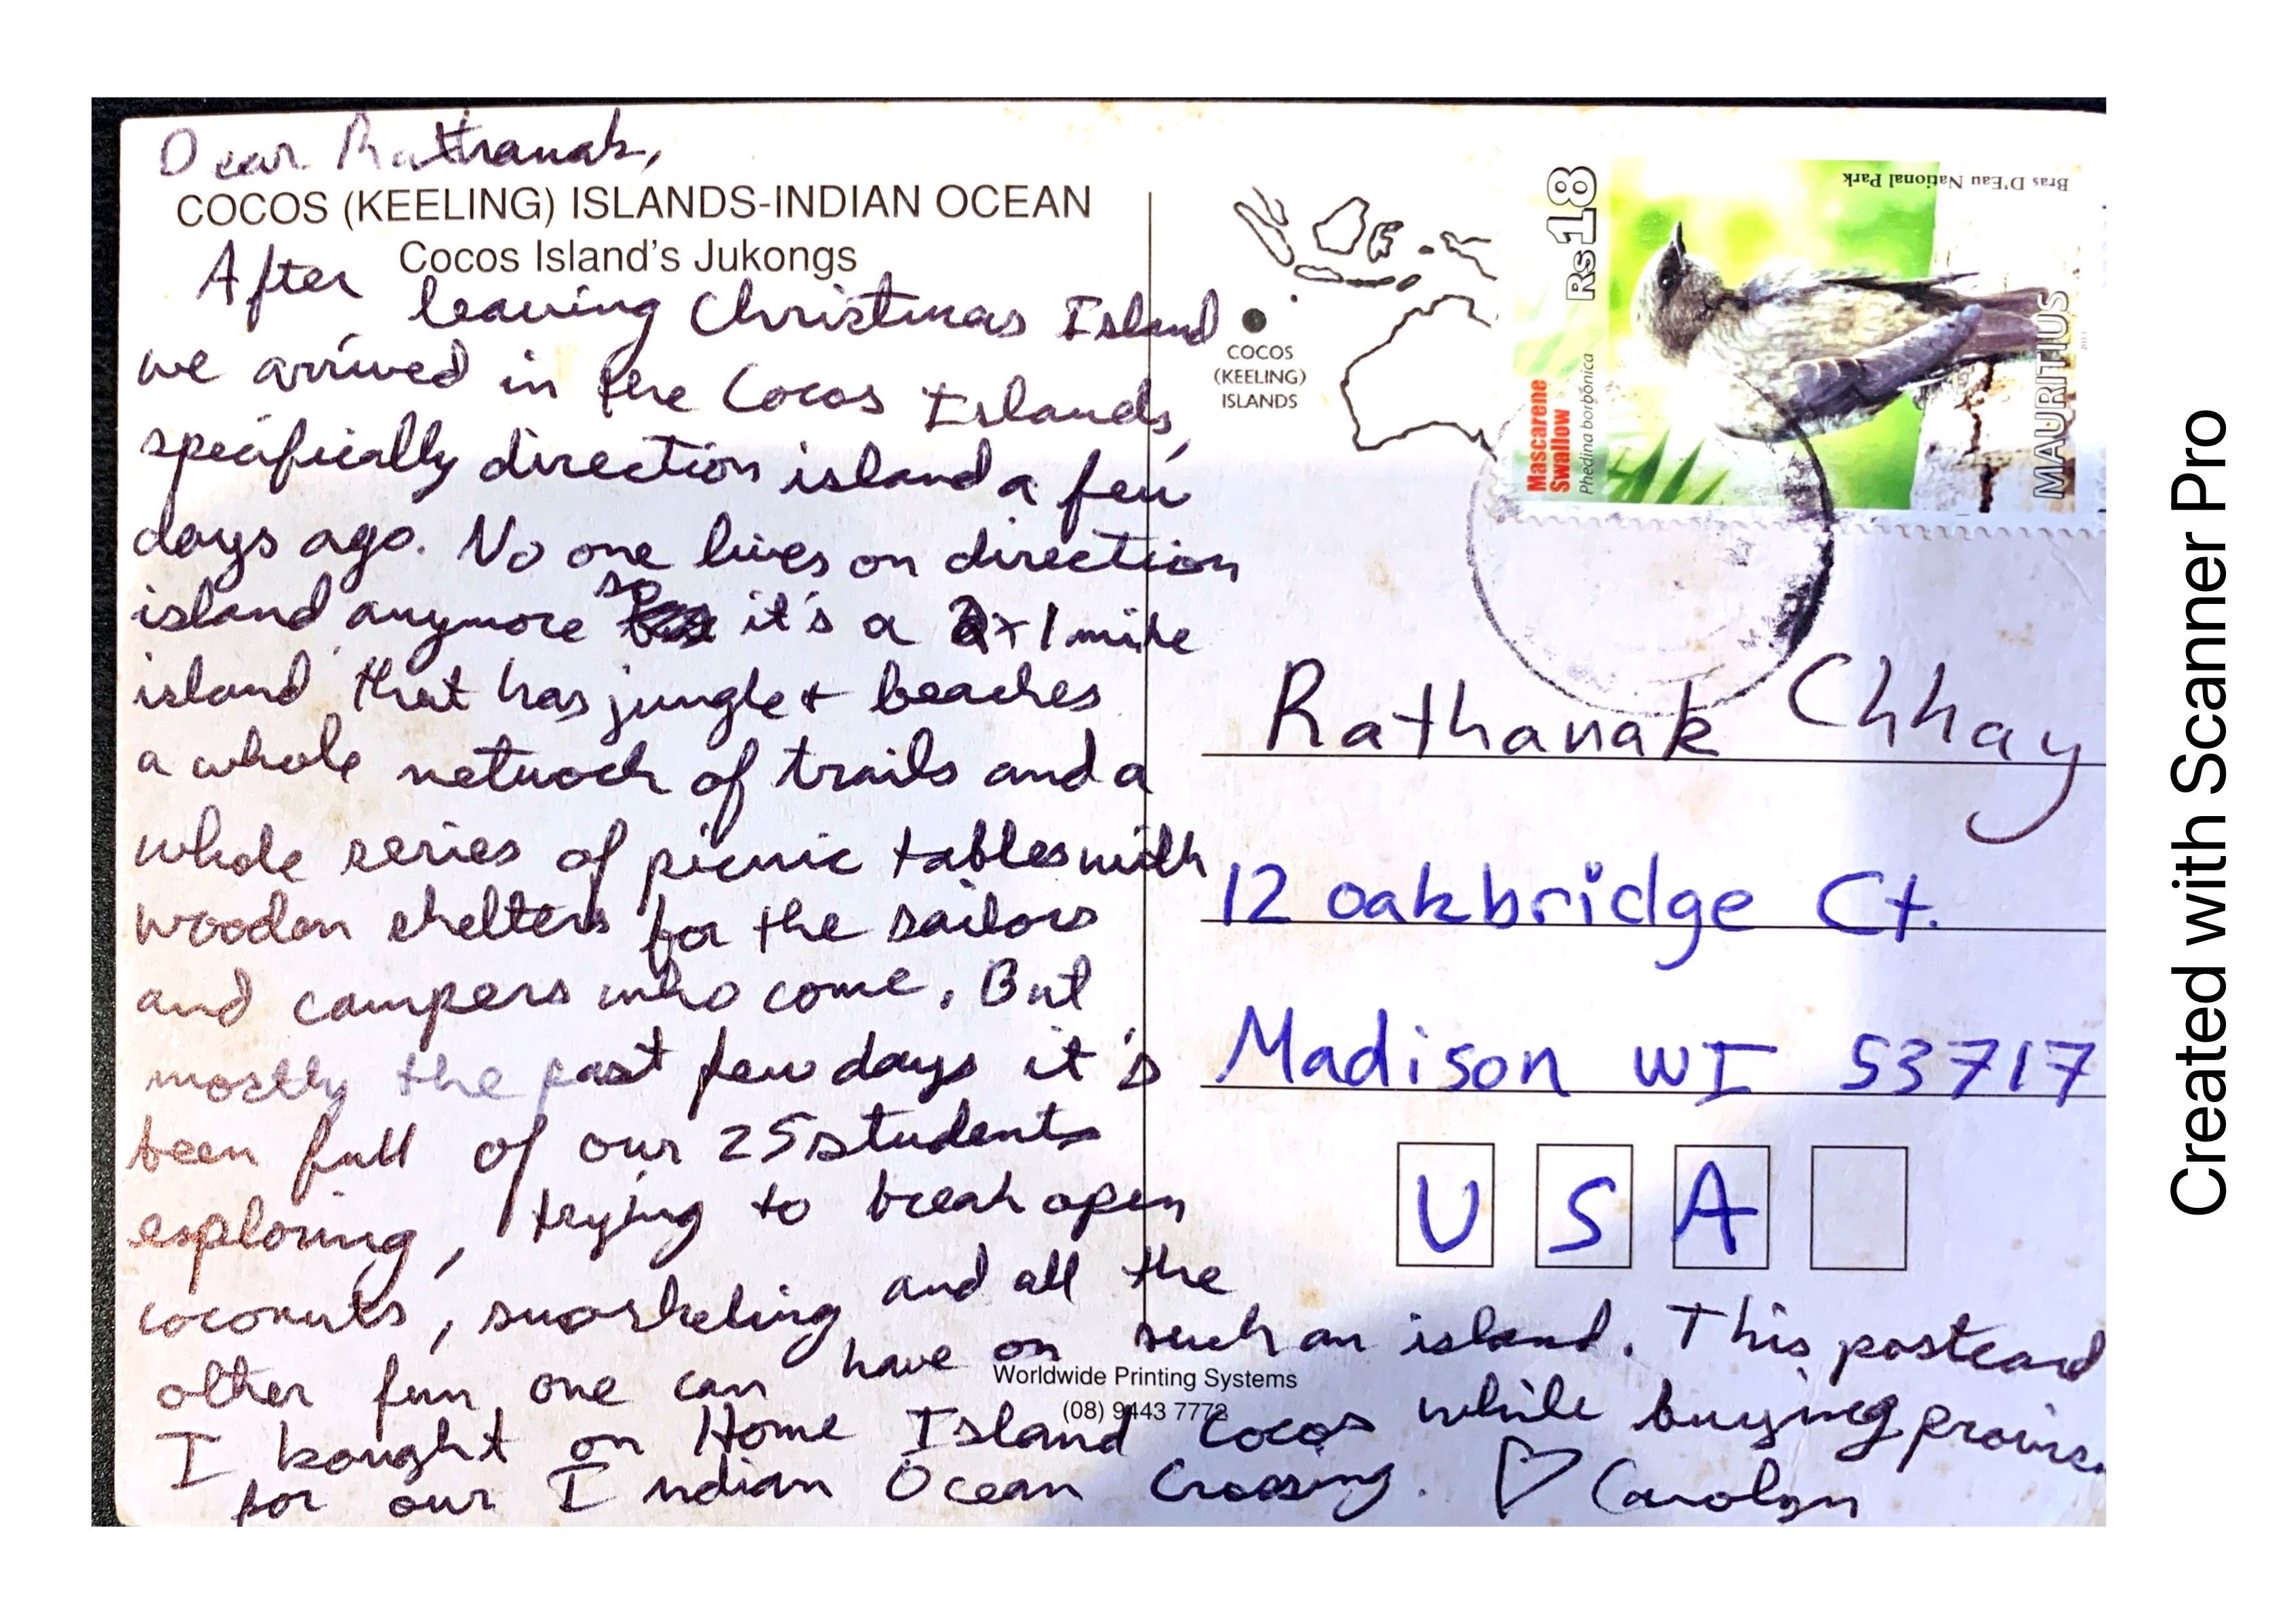 Dear Rathanak,
COCOS (KEELING) ISLANDS-INDIAN OCEAN
Cocos Island's Jukongs
After leaving Christmas Island
we arrived in the Cocos Islands,
specifically direction island a few
days ago. No one lives on direction
island anymore so it's a 2x1 mile
island that has jungle + beaches
a whole network of trails and a
whole series of picnic tables with
wooden shelters for the sailors
and campers who come. But
mostly the past few days it's
been full of our 25 students
exploring, trying to break open
coconuts, snorkeling and all the
other fun one can have on such an island. This postcard
I bought on Home Island Cocos while buying provis.
for our Indian Ocean Crossing. ♡ Carolyn
Worldwide Printing Systems
(08) 9443 7772
COCOS
(KEELING)
ISLANDS
Rs18
Bras D'Eau National Park
Mascarene
Swallow
Phedina borbonica
MAURITIUS
Rathanak Chhay
12 oakbridge Ct.
Madison WI 53717
U S A
Created with Scanner Pro